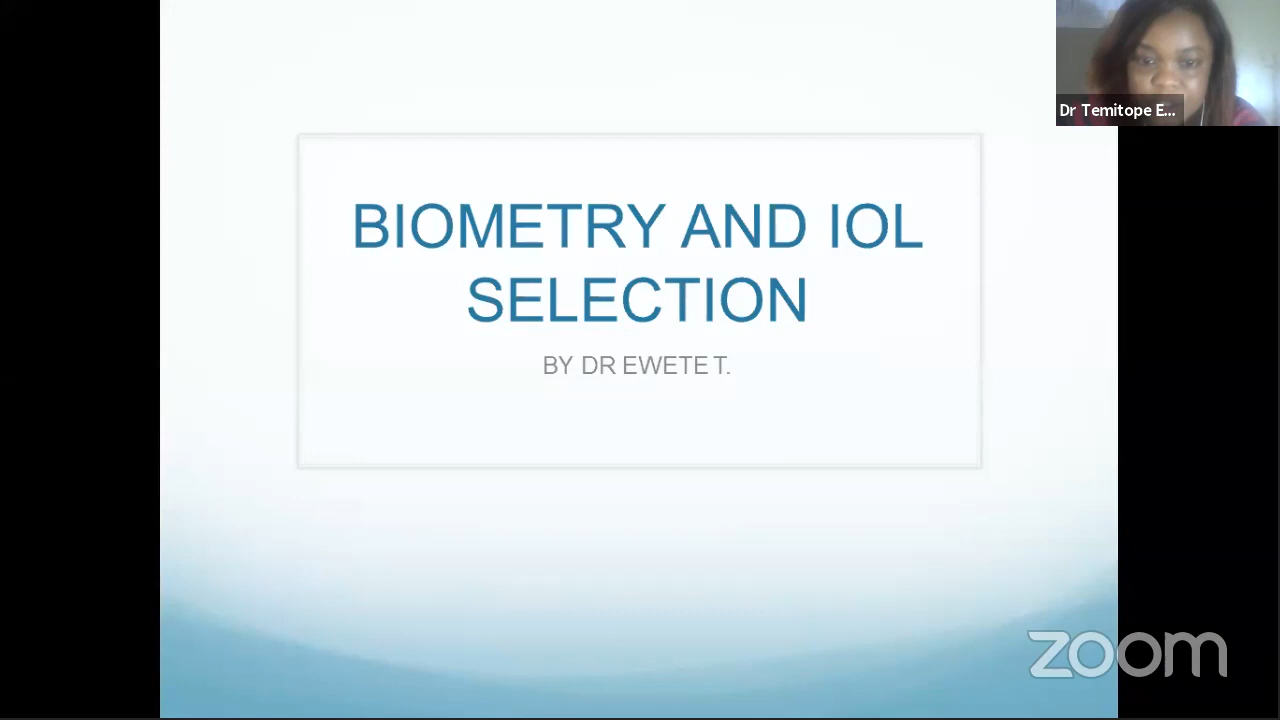 BIOMETRY AND IOL
SELECTION
BY DR EWETE T.
Dr Temitope E...
zoom